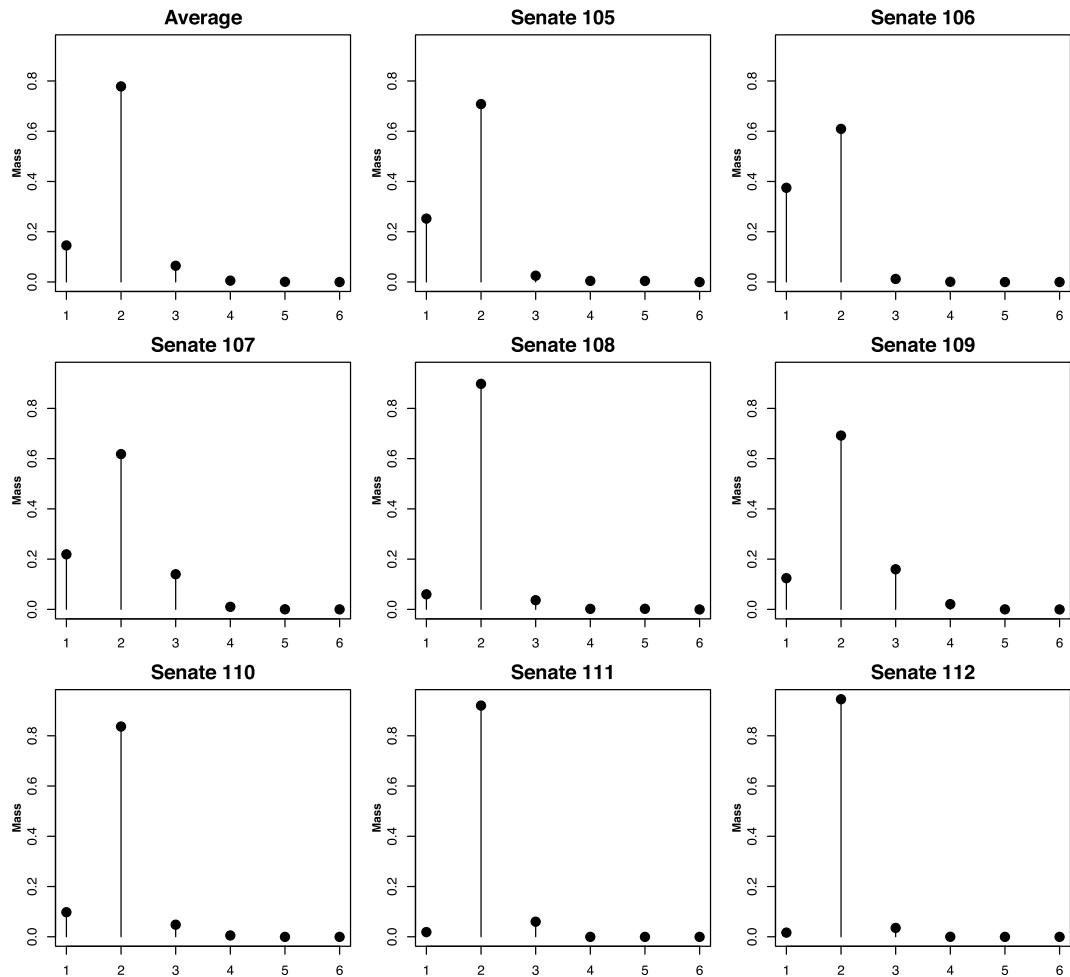 Average
Mass
0.0 0.2 0.4 0.6 0.8
1 2 3 4 5 6
Senate 105
Mass
0.0 0.2 0.4 0.6 0.8
1 2 3 4 5 6
Senate 106
Mass
0.0 0.2 0.4 0.6 0.8
1 2 3 4 5 6
Senate 107
Mass
0.0 0.2 0.4 0.6 0.8
1 2 3 4 5 6
Senate 108
Mass
0.0 0.2 0.4 0.6 0.8
1 2 3 4 5 6
Senate 109
Mass
0.0 0.2 0.4 0.6 0.8
1 2 3 4 5 6
Senate 110
Mass
0.0 0.2 0.4 0.6 0.8
1 2 3 4 5 6
Senate 111
Mass
0.0 0.2 0.4 0.6 0.8
1 2 3 4 5 6
Senate 112
Mass
0.0 0.2 0.4 0.6 0.8
1 2 3 4 5 6